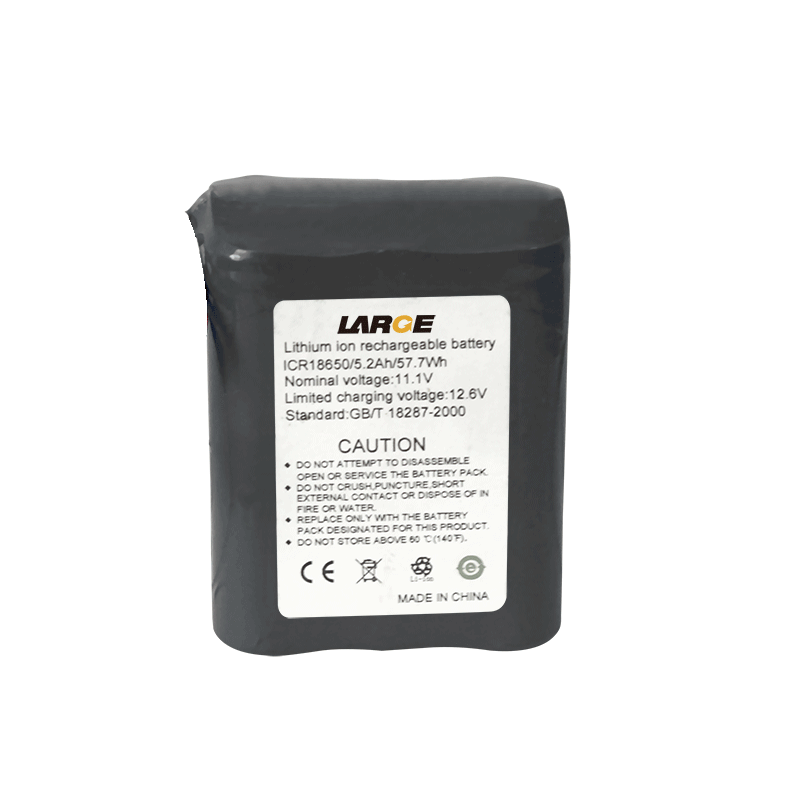 LARGE
Lithium ion rechargeable battery
ICR18650/5.2Ah/57.7Wh
Nominal voltage:11.1V
Limited charging voltage:12.6V
Standard:GB/T 18287-2000
CAUTION
◆ DO NOT ATTEMPT TO DISASSEMBLE
OPEN OR SERVICE THE BATTERY PACK.
◆ DO NOT CRUSH,PUNCTURE,SHORT
EXTERNAL CONTACT OR DISPOSE OF IN
FIRE OR WATER.
◆ REPLACE ONLY WITH THE BATTERY
PACK DESIGNATED FOR THIS PRODUCT.
◆ DO NOT STORE ABOVE 60℃(140℉).
CE
Li-ion
e
MADE IN CHINA